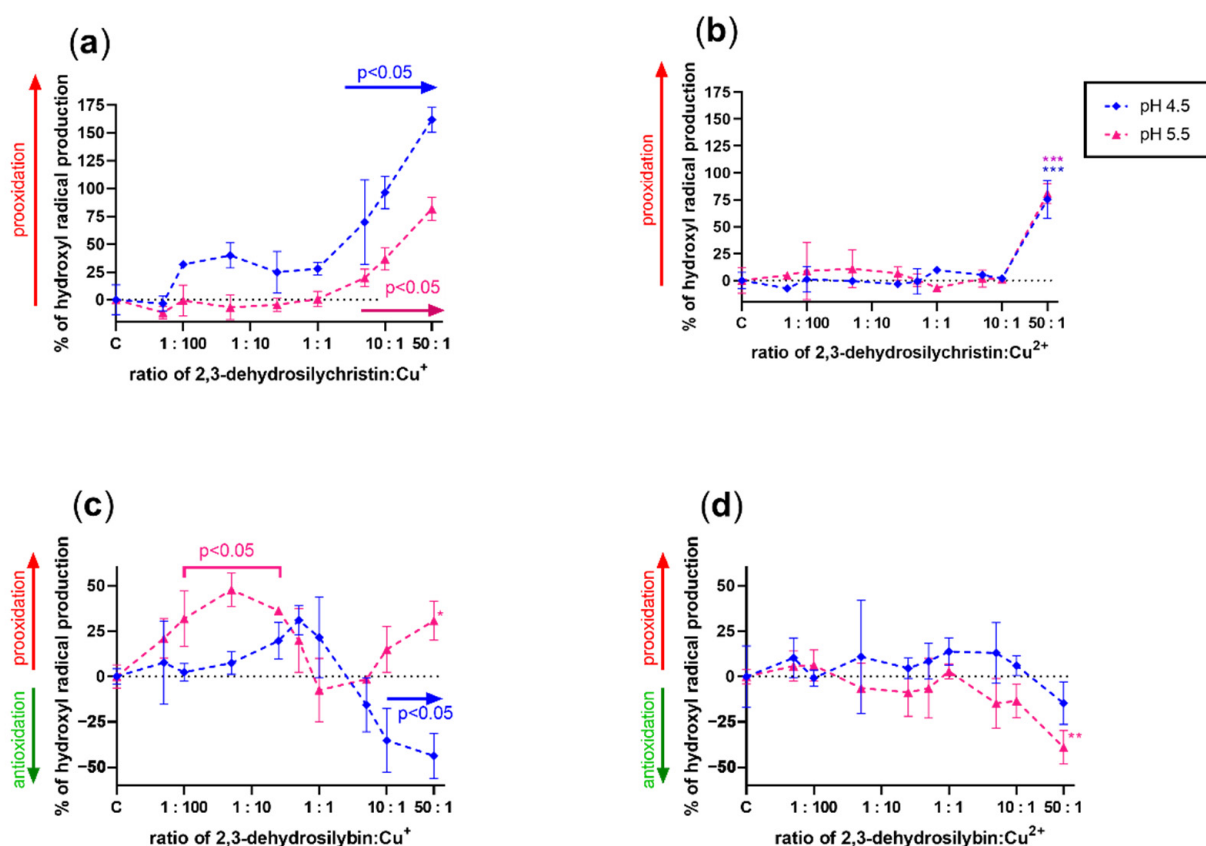 (a)
p<0.05
prooxidation
% of hydroxyl radical production
175
150
125
100
75
50
25
0
p<0.05
C 1 : 100 1 : 10 1 : 1 10 : 1 50 : 1
ratio of 2,3-dehydrosilychristin:Cu⁺
(b)
prooxidation
% of hydroxyl radical production
175
150
125
100
75
50
25
0
***
***
C 1 : 100 1 : 10 1 : 1 10 : 1 50 : 1
ratio of 2,3-dehydrosilychristin:Cu²⁺
pH 4.5
pH 5.5
(c)
prooxidation
antioxidation
% of hydroxyl radical production
50
25
0
−25
−50
p<0.05
*
p<0.05
C 1 : 100 1 : 10 1 : 1 10 : 1 50 : 1
ratio of 2,3-dehydrosilybin:Cu⁺
(d)
prooxidation
antioxidation
% of hydroxyl radical production
50
25
0
−25
−50
**
C 1 : 100 1 : 10 1 : 1 10 : 1 50 : 1
ratio of 2,3-dehydrosilybin:Cu²⁺